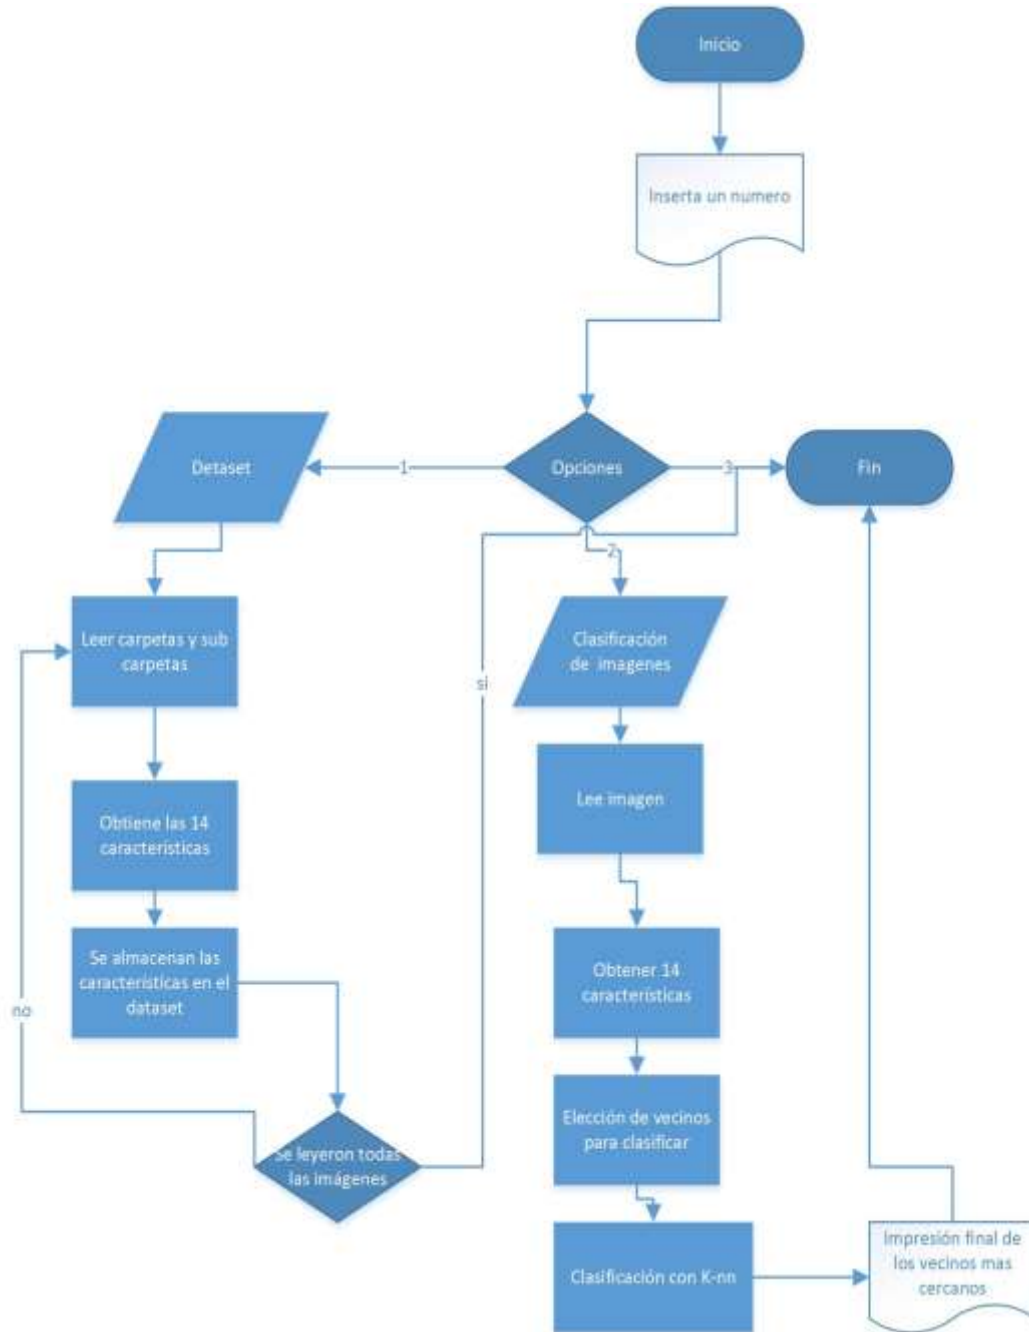 Inicio
Inserta un numero
Opciones
1
3
2
Detaset
Fin
Leer carpetas y sub
carpetas
Clasificación
de imagenes
si
Lee imagen
Obtiene las 14
características
Se almacenan las
características en el
dataset
no
Obtener 14
características
Elección de vecinos
para clasificar
Se leyeron todas
las imágenes
Clasificación con K-nn
Impresión final de
los vecinos mas
cercanos